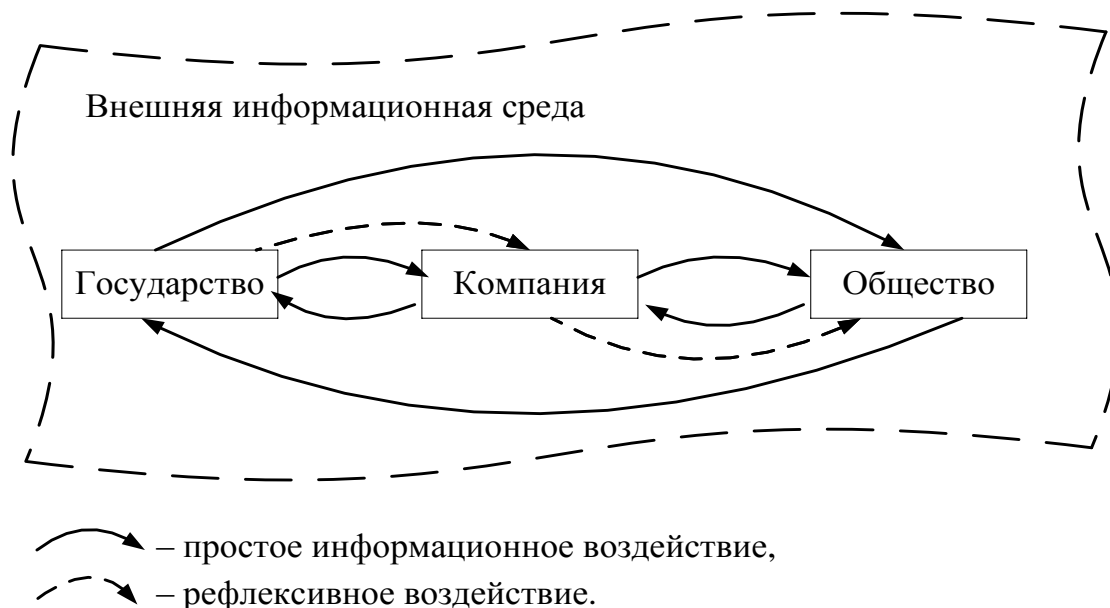 Внешняя информационная среда
Государство
Компания
Общество
– простое информационное воздействие,
– рефлексивное воздействие.